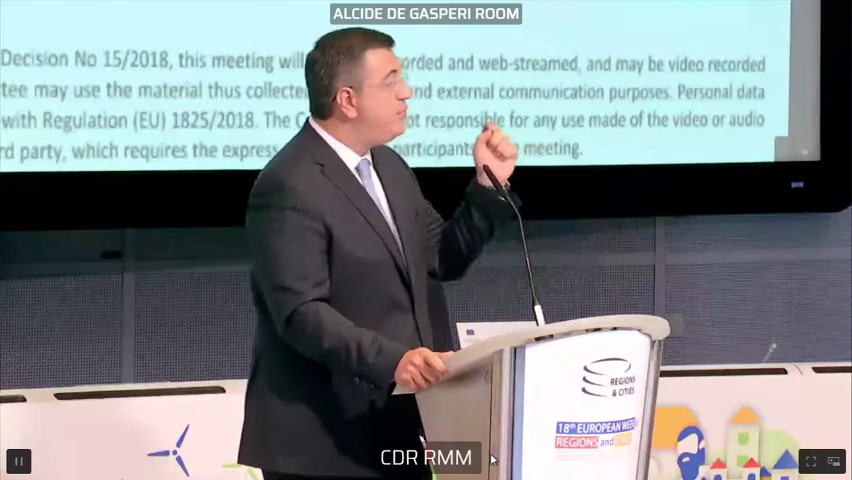 ALCIDE DE GASPERI ROOM
Decision No 15/2018, this meeting will orded and web-streamed, and may be video recorded
tee may use the material thus collecte nd external communication purposes. Personal data
with Regulation (EU) 1825/2018. The C ot responsible for any use made of the video or audio
rd party, which requires the express participants meeting.
REGIONS
& CITIES
18th EUROPEAN WEEK
REGIONS and
CDR RMM